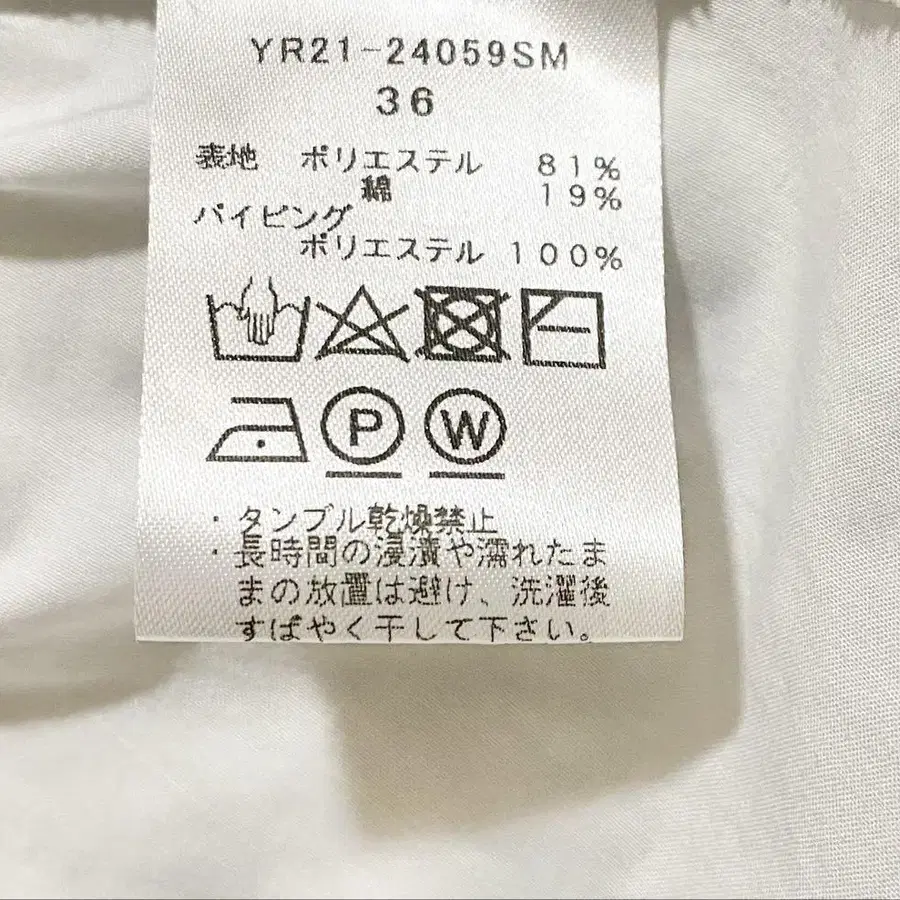 YR21-24059SM
36
表地 ポリエステル 81%
綿 19%
パイピング
ポリエステル 100%
P W
・タンブル乾燥禁止
・長時間の浸漬や濡れたま
まの放置は避け、洗濯後
すばやく干して下さい。